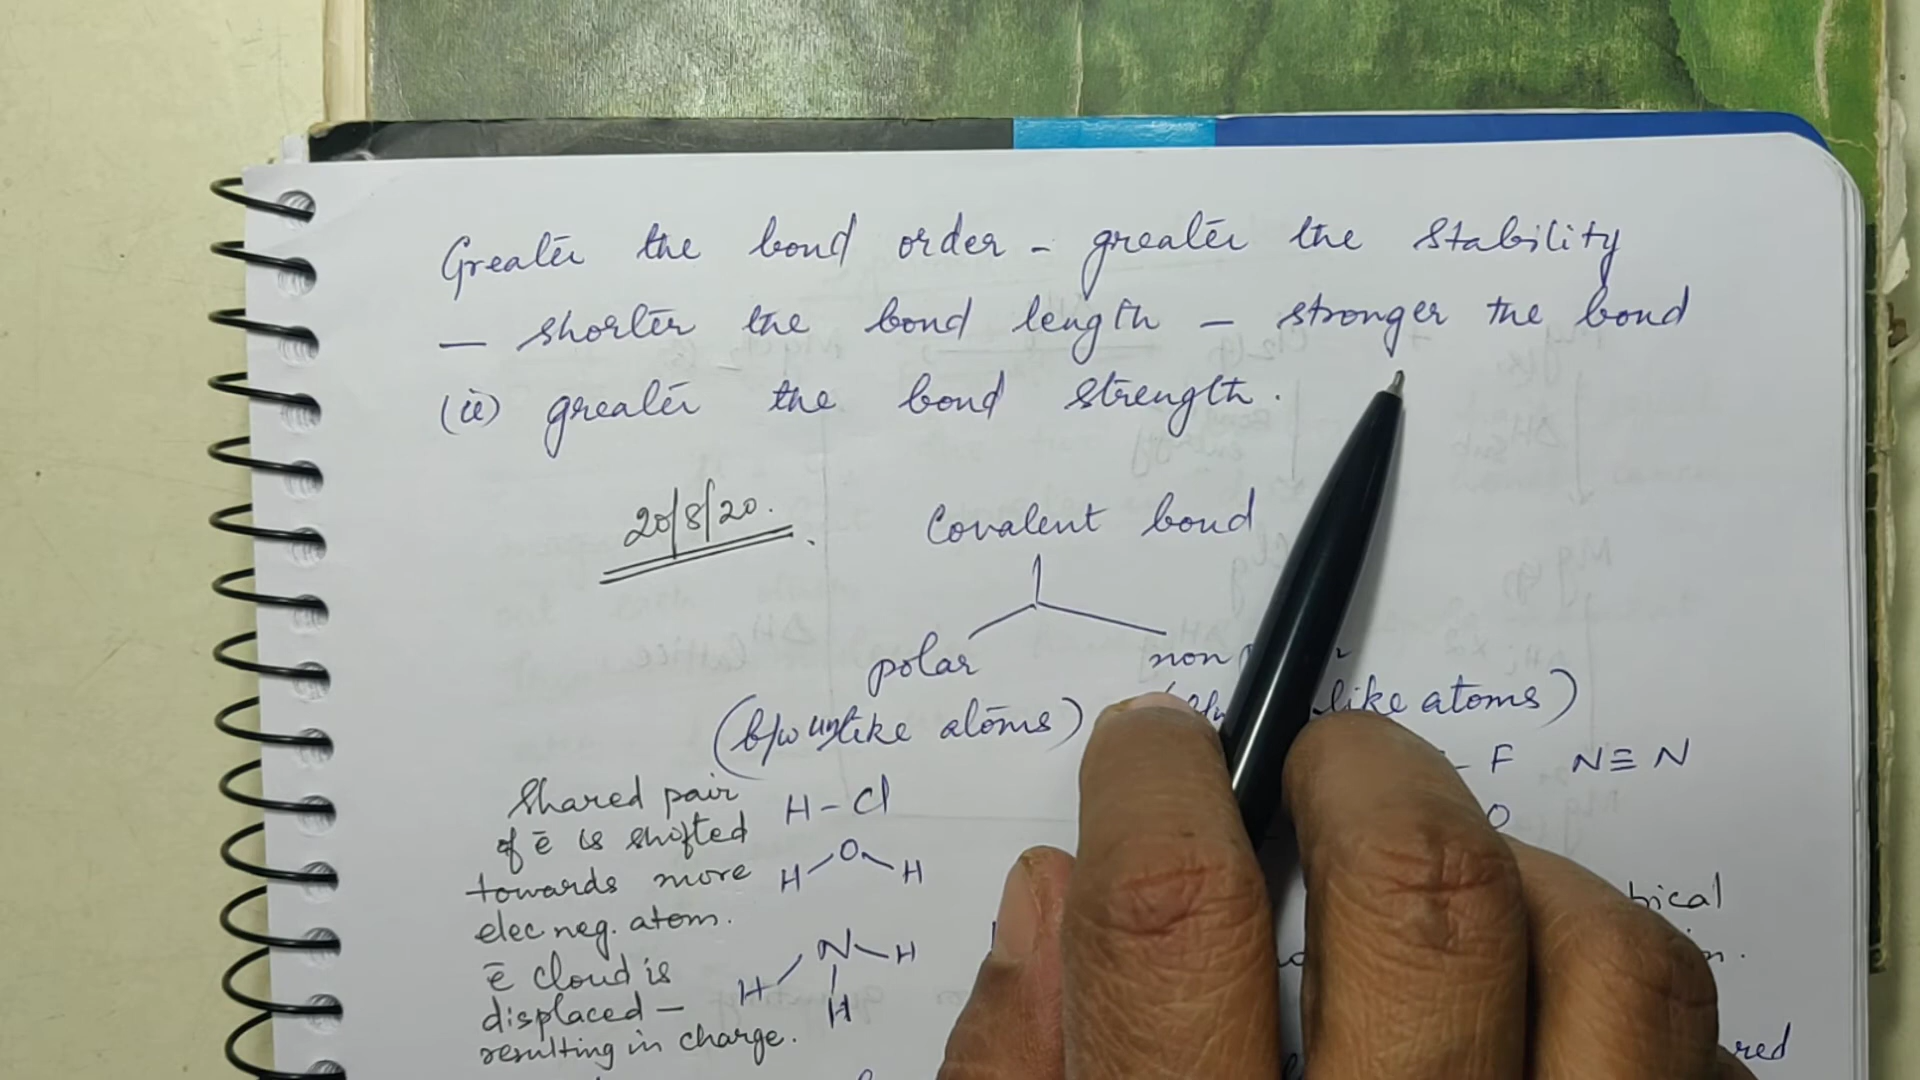 Greater the bond order - greater the stability
— shorter the bond length — stronger the bond
(ie) greater the bond strength.
20/8/20.
Covalent bond
polar
non
(b/w unlike atoms)
like atoms)
F N≡N
O
Shared pair
of ē is shifted
towards more
elec neg. atom.
ē cloud is
displaced —
resulting in charge.
H-Cl
H O H
H N H
H